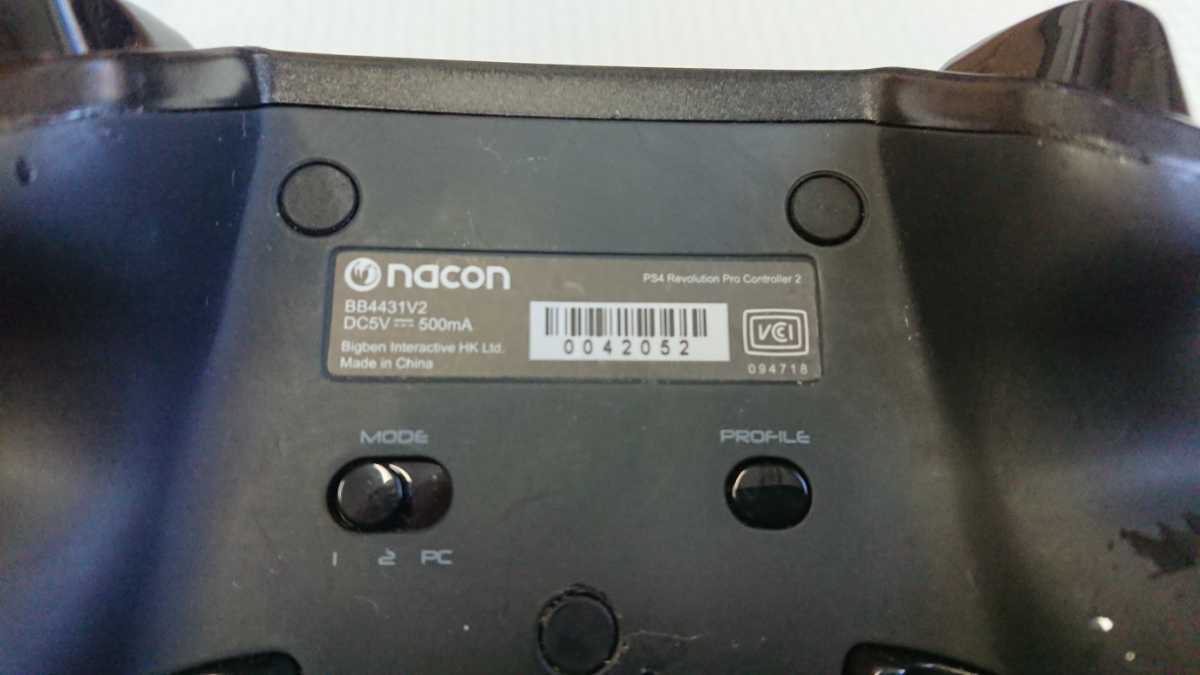 nacon
PS4 Revolution Pro Controller 2
BB4431V2
DC5V ⎓ 500mA
Bigben Interactive HK Ltd.
Made in China
0042052
VCCI
094718
MODE
PROFILE
1 2 PC